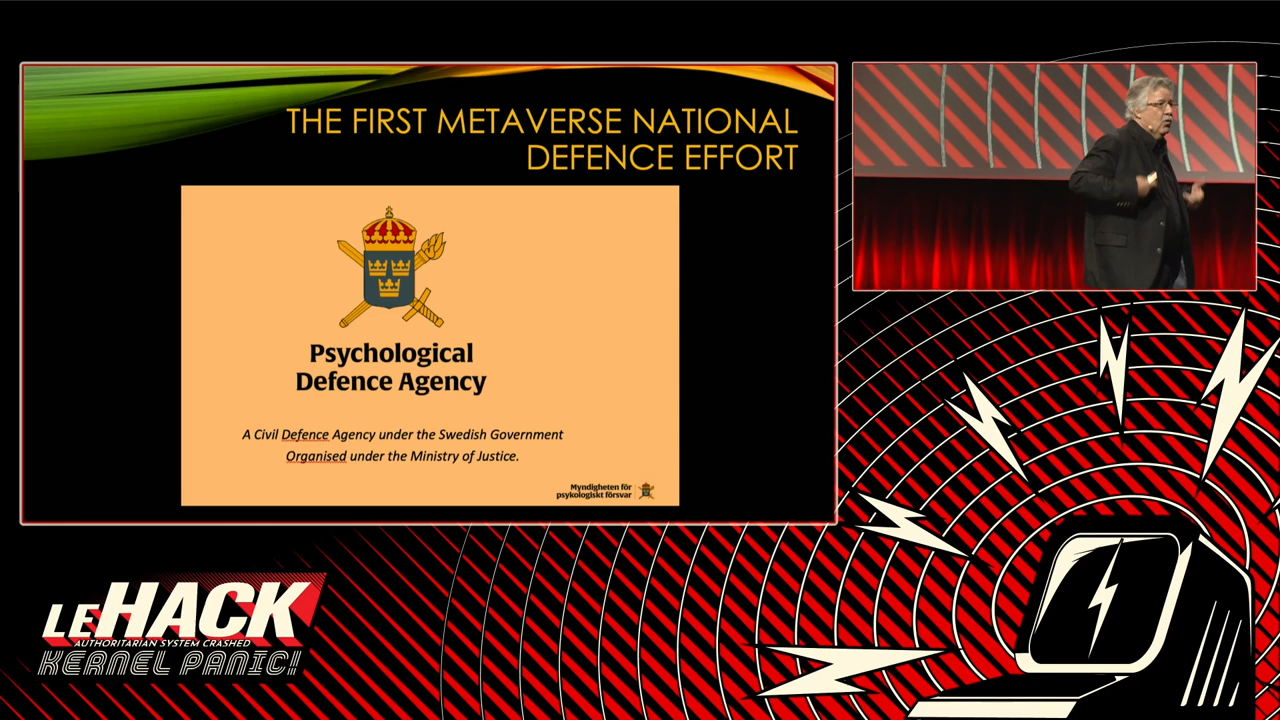 THE FIRST METAVERSE NATIONAL
DEFENCE EFFORT
Psychological
Defence Agency
A Civil Defence Agency under the Swedish Government
Organised under the Ministry of Justice.
Myndigheten för
psykologiskt försvar
LEHACK
AUTHORITARIAN SYSTEM CRASHED
KERNEL PANIC!